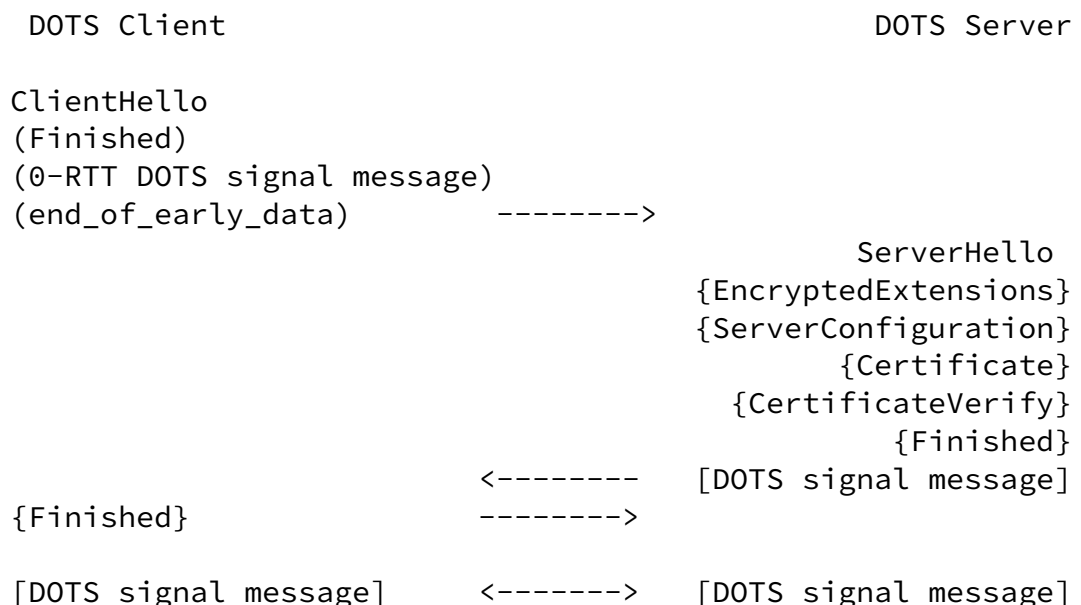 DOTS Client                                    DOTS Server
ClientHello
(Finished)
(0-RTT DOTS signal message)
(end_of_early_data)        -------->
ServerHello
{EncryptedExtensions}
{ServerConfiguration}
{Certificate}
{CertificateVerify}
{Finished}
<--------   [DOTS signal message]
{Finished}                -------->
[DOTS signal message]     <------->   [DOTS signal message]